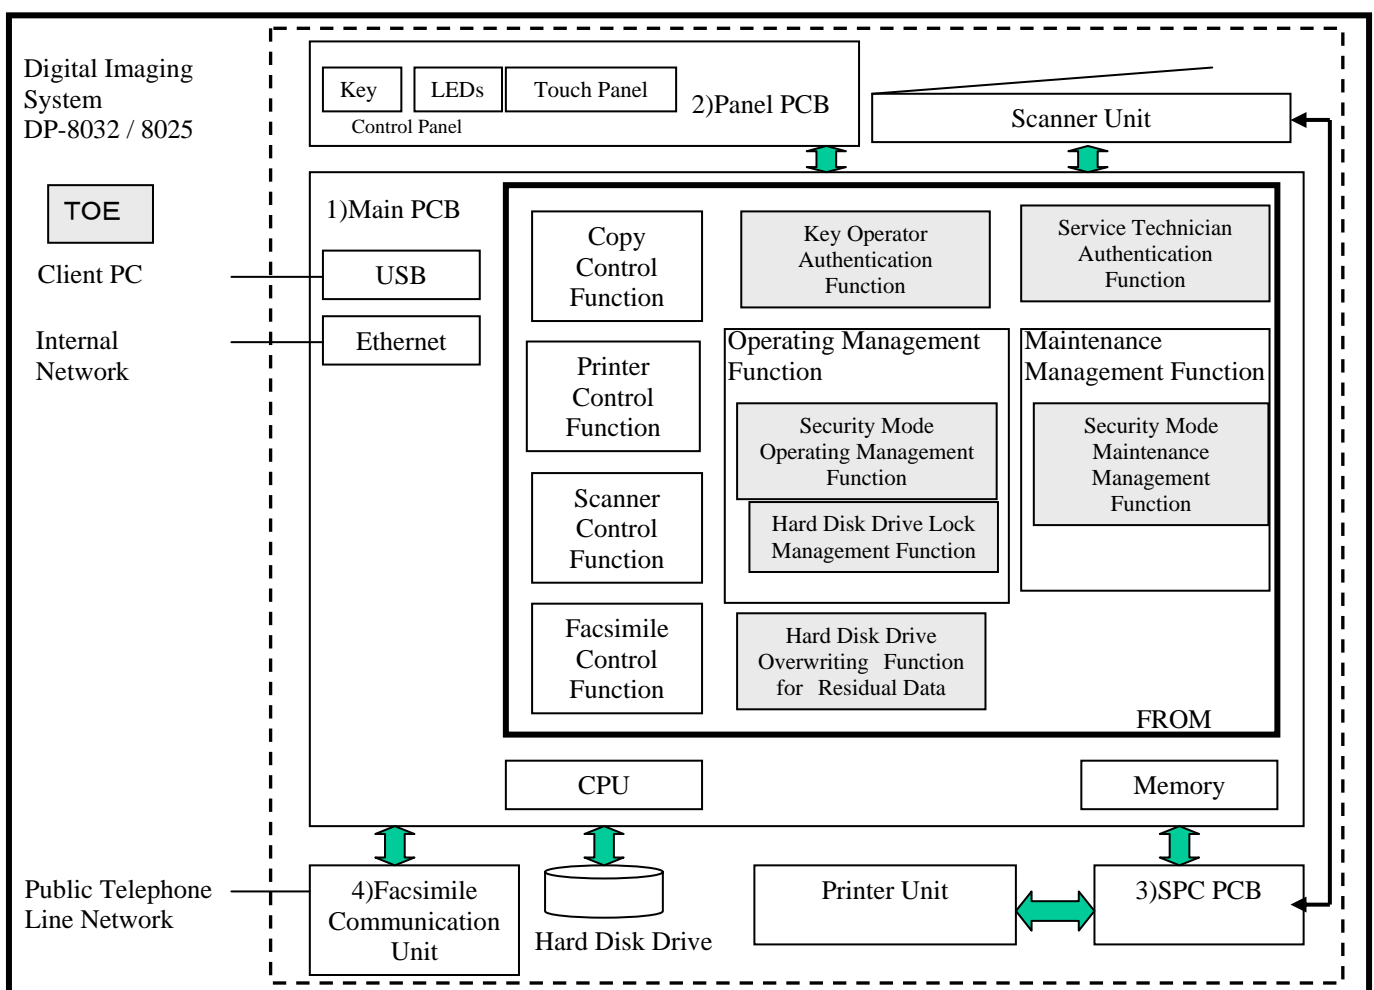 Digital Imaging
System
DP-8032 / 8025
TOE
Client PC
Internal
Network
Public Telephone
Line Network
Key
LEDs
Touch Panel
Control Panel
2)Panel PCB
Scanner Unit
1)Main PCB
USB
Ethernet
Copy
Control
Function
Printer
Control
Function
Scanner
Control
Function
Facsimile
Control
Function
Key Operator
Authentication
Function
Service Technician
Authentication
Function
Operating Management
Function
Security Mode
Operating Management
Function
Hard Disk Drive Lock
Management Function
Maintenance
Management Function
Security Mode
Maintenance
Management
Function
Hard Disk Drive
Overwriting Function
for Residual Data
FROM
CPU
Memory
4)Facsimile
Communication
Unit
Hard Disk Drive
Printer Unit
3)SPC PCB